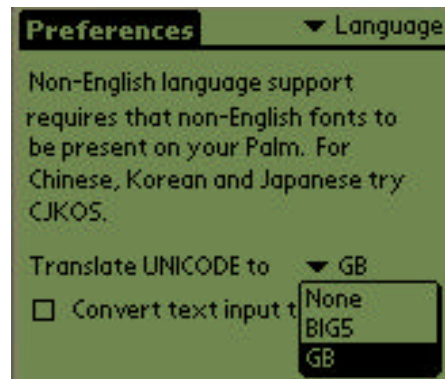 Preferences ▼ Language
Non-English language support
requires that non-English fonts to
be present on your Palm. For
Chinese, Korean and Japanese try
CJKOS.
Translate UNICODE to ▼ GB
Convert text input t
None
BIG5
GB